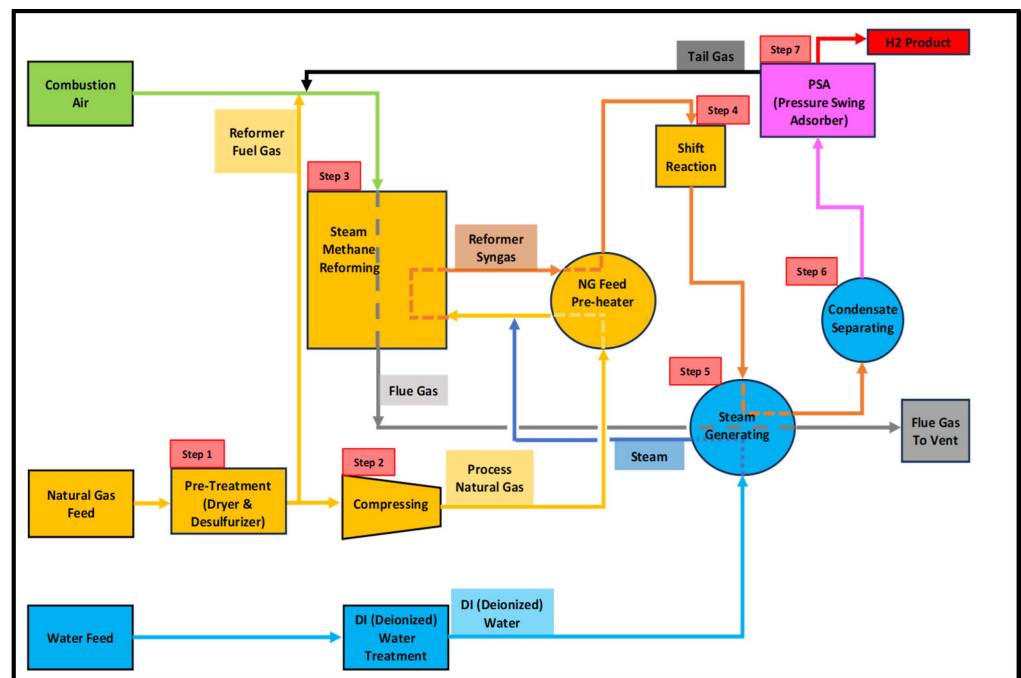 Step 7
H2 Product
Tail Gas
Combustion
Air
PSA
(Pressure Swing
Adsorber)
Step 4
Reformer
Fuel Gas
Shift
Reaction
Step 3
Steam
Methane
Reforming
Reformer
Syngas
Step 6
NG Feed
Pre-heater
Condensate
Separating
Step 5
Flue Gas
Steam
Generating
Flue Gas
To Vent
Step 1
Step 2
Steam
Process
Natural Gas
Natural Gas
Feed
Pre-Treatment
(Dryer &
Desulfurizer)
Compressing
DI (Deionized)
Water
Water Feed
DI (Deionized)
Water
Treatment